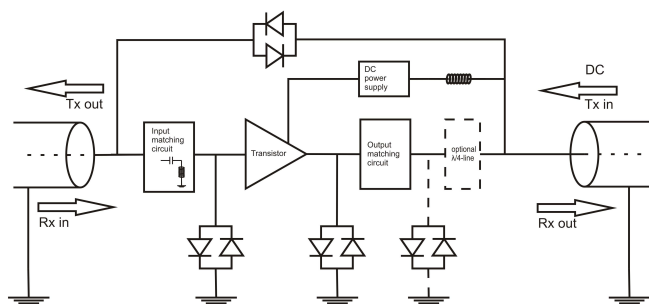 DC
power
supply
DC
Tx out
Tx in
Input
matching
circuit
Transistor
Output
matching
circuit
optional
λ/4-line
Rx in
Rx out